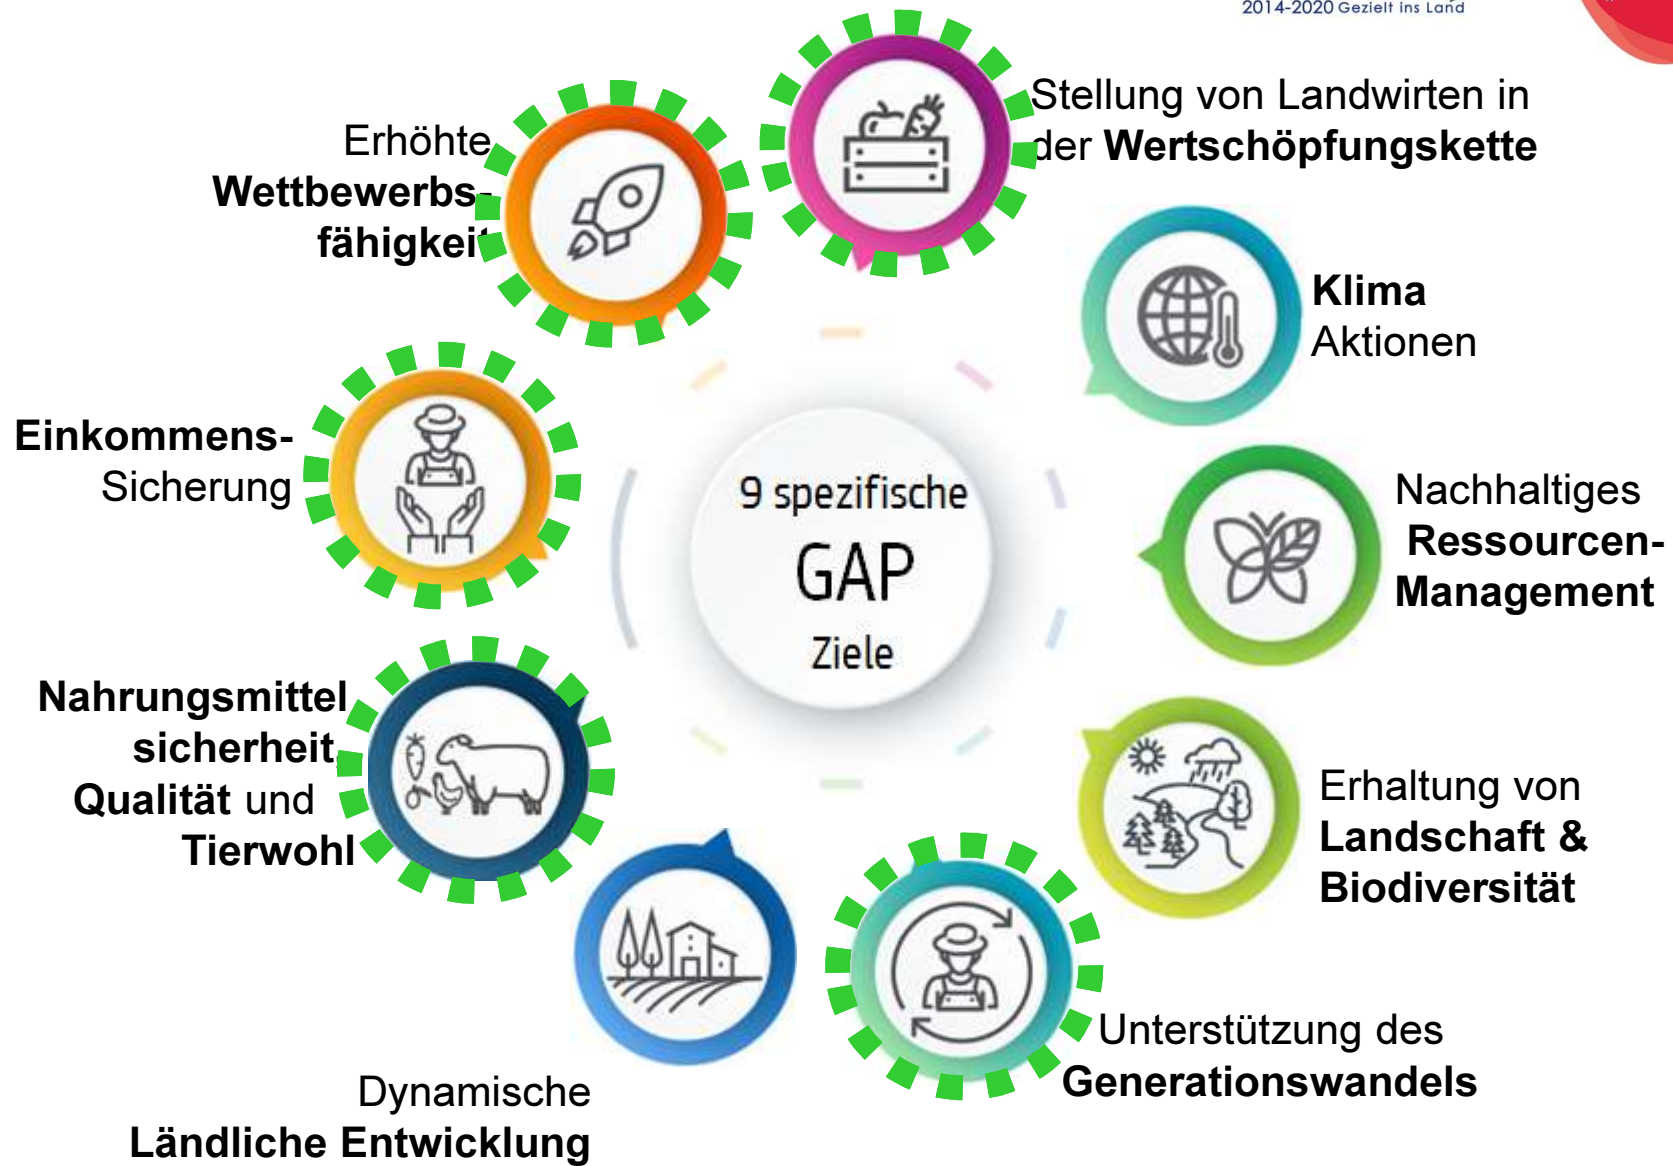 2014-2020 Gezielt ins Land
Stellung von Landwirten in
der Wertschöpfungskette
Erhöhte
Wettbewerbs-
fähigkeit
Klima
Aktionen
Einkommens-
Sicherung
9 spezifische
GAP
Ziele
Nachhaltiges
Ressourcen-
Management
Nahrungsmittel
sicherheit,
Qualität und
Tierwohl
Erhaltung von
Landschaft &
Biodiversität
Unterstützung des
Generationswandels
Dynamische
Ländliche Entwicklung